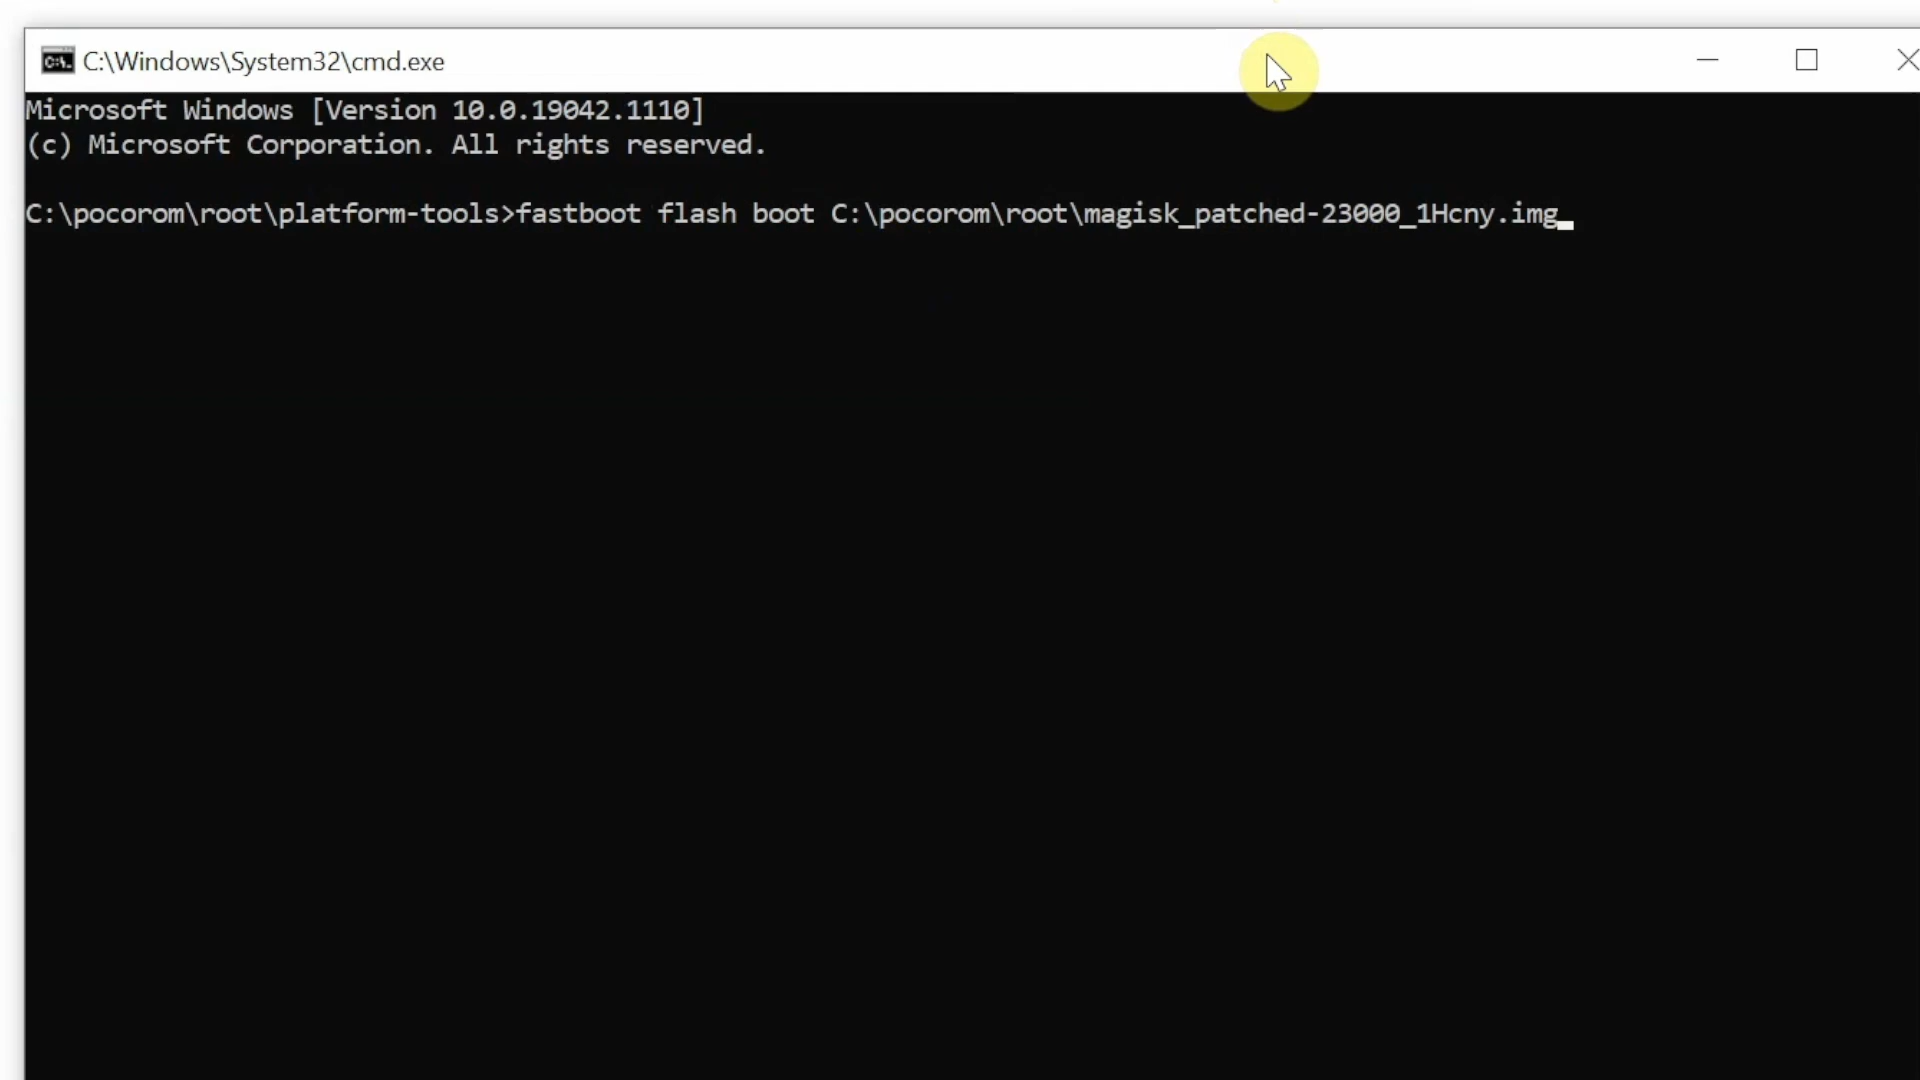 C:\Windows\System32\cmd.exe
Microsoft Windows [Version 10.0.19042.1110]
(c) Microsoft Corporation. All rights reserved.
C:\pocorom\root\platform-tools>fastboot flash boot C:\pocorom\root\magisk_patched-23000_1Hcny.img